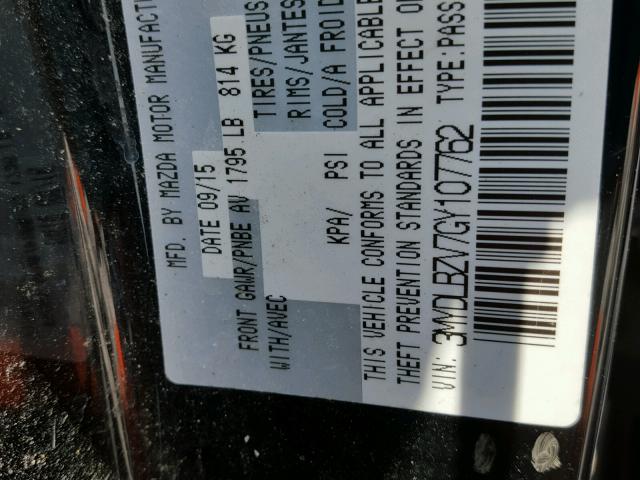 MFD. BY MAZDA MOTOR MANUFACTUR
DATE 09/15
FRONT GAWR/PNBE AV 1795 LB 814 KG
WITH/AVEC
TIRES/PNEUS
RIMS/JANTES
KPA/ PSI COLD/A FROID
THIS VEHICLE CONFORMS TO ALL APPLICABLE
THEFT PREVENTION STANDARDS IN EFFECT O
VIN: 3MYDLBZV7GY107762 TYPE:PASS